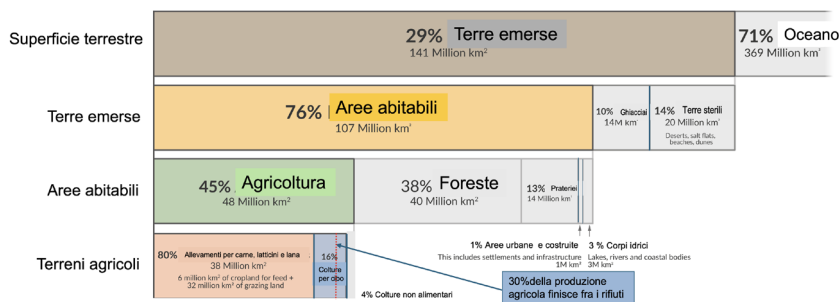 Superficie terrestre
29% Terre emerse
141 Million km²
71% Oceano
369 Million km²
Terre emerse
76% Aree abitabili
107 Million km²
10% Ghiacciai
14M km²
14% Terre sterili
20 Million km²
Deserts, salt flats,
beaches, dunes
Aree abitabili
45% Agricoltura
48 Million km²
38% Foreste
40 Million km²
13% Prateriei
14 Million km²
1% Aree urbane e costruite
This includes settlements and infrastructure
1M km²
3 % Corpi idrici
Lakes, rivers and coastal bodies
3M km²
Terreni agricoli
80% Allevamenti per carne, latticini e lana
38 Million km²
6 million km² of cropland for feed +
32 million km² of grazing land
16%
Colture
per cibo
4% Colture non alimentari
30%della produzione
agricola finisce fra i rifiuti